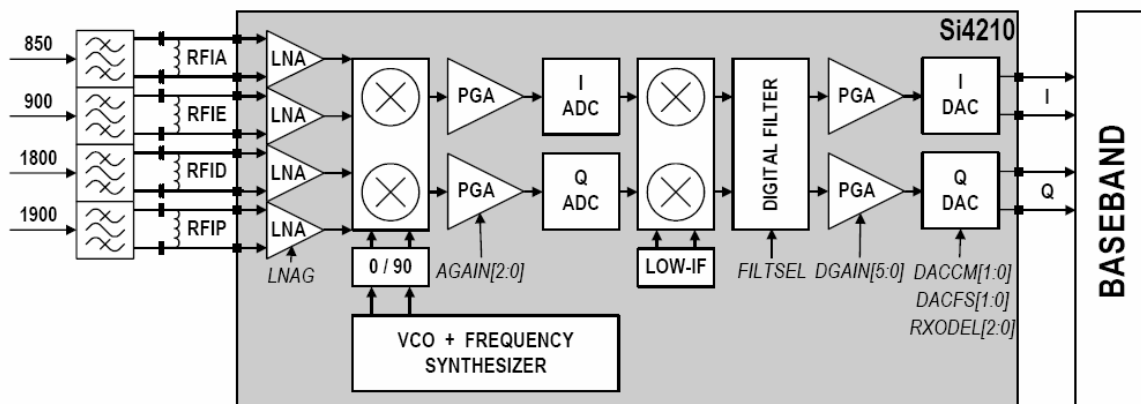 Si4210
850
RFIA
LNA
900
RFIE
LNA
1800
RFID
LNA
1900
RFIP
LNA
LNAG
0 / 90
VCO + FREQUENCY
SYNTHESIZER
PGA
PGA
AGAIN[2:0]
I
ADC
Q
ADC
LOW-IF
DIGITAL FILTER
FILTSEL
PGA
PGA
DGAIN[5:0]
I
DAC
Q
DAC
DACCM[1:0]
DACFS[1:0]
RXODEL[2:0]
I
Q
BASEBAND